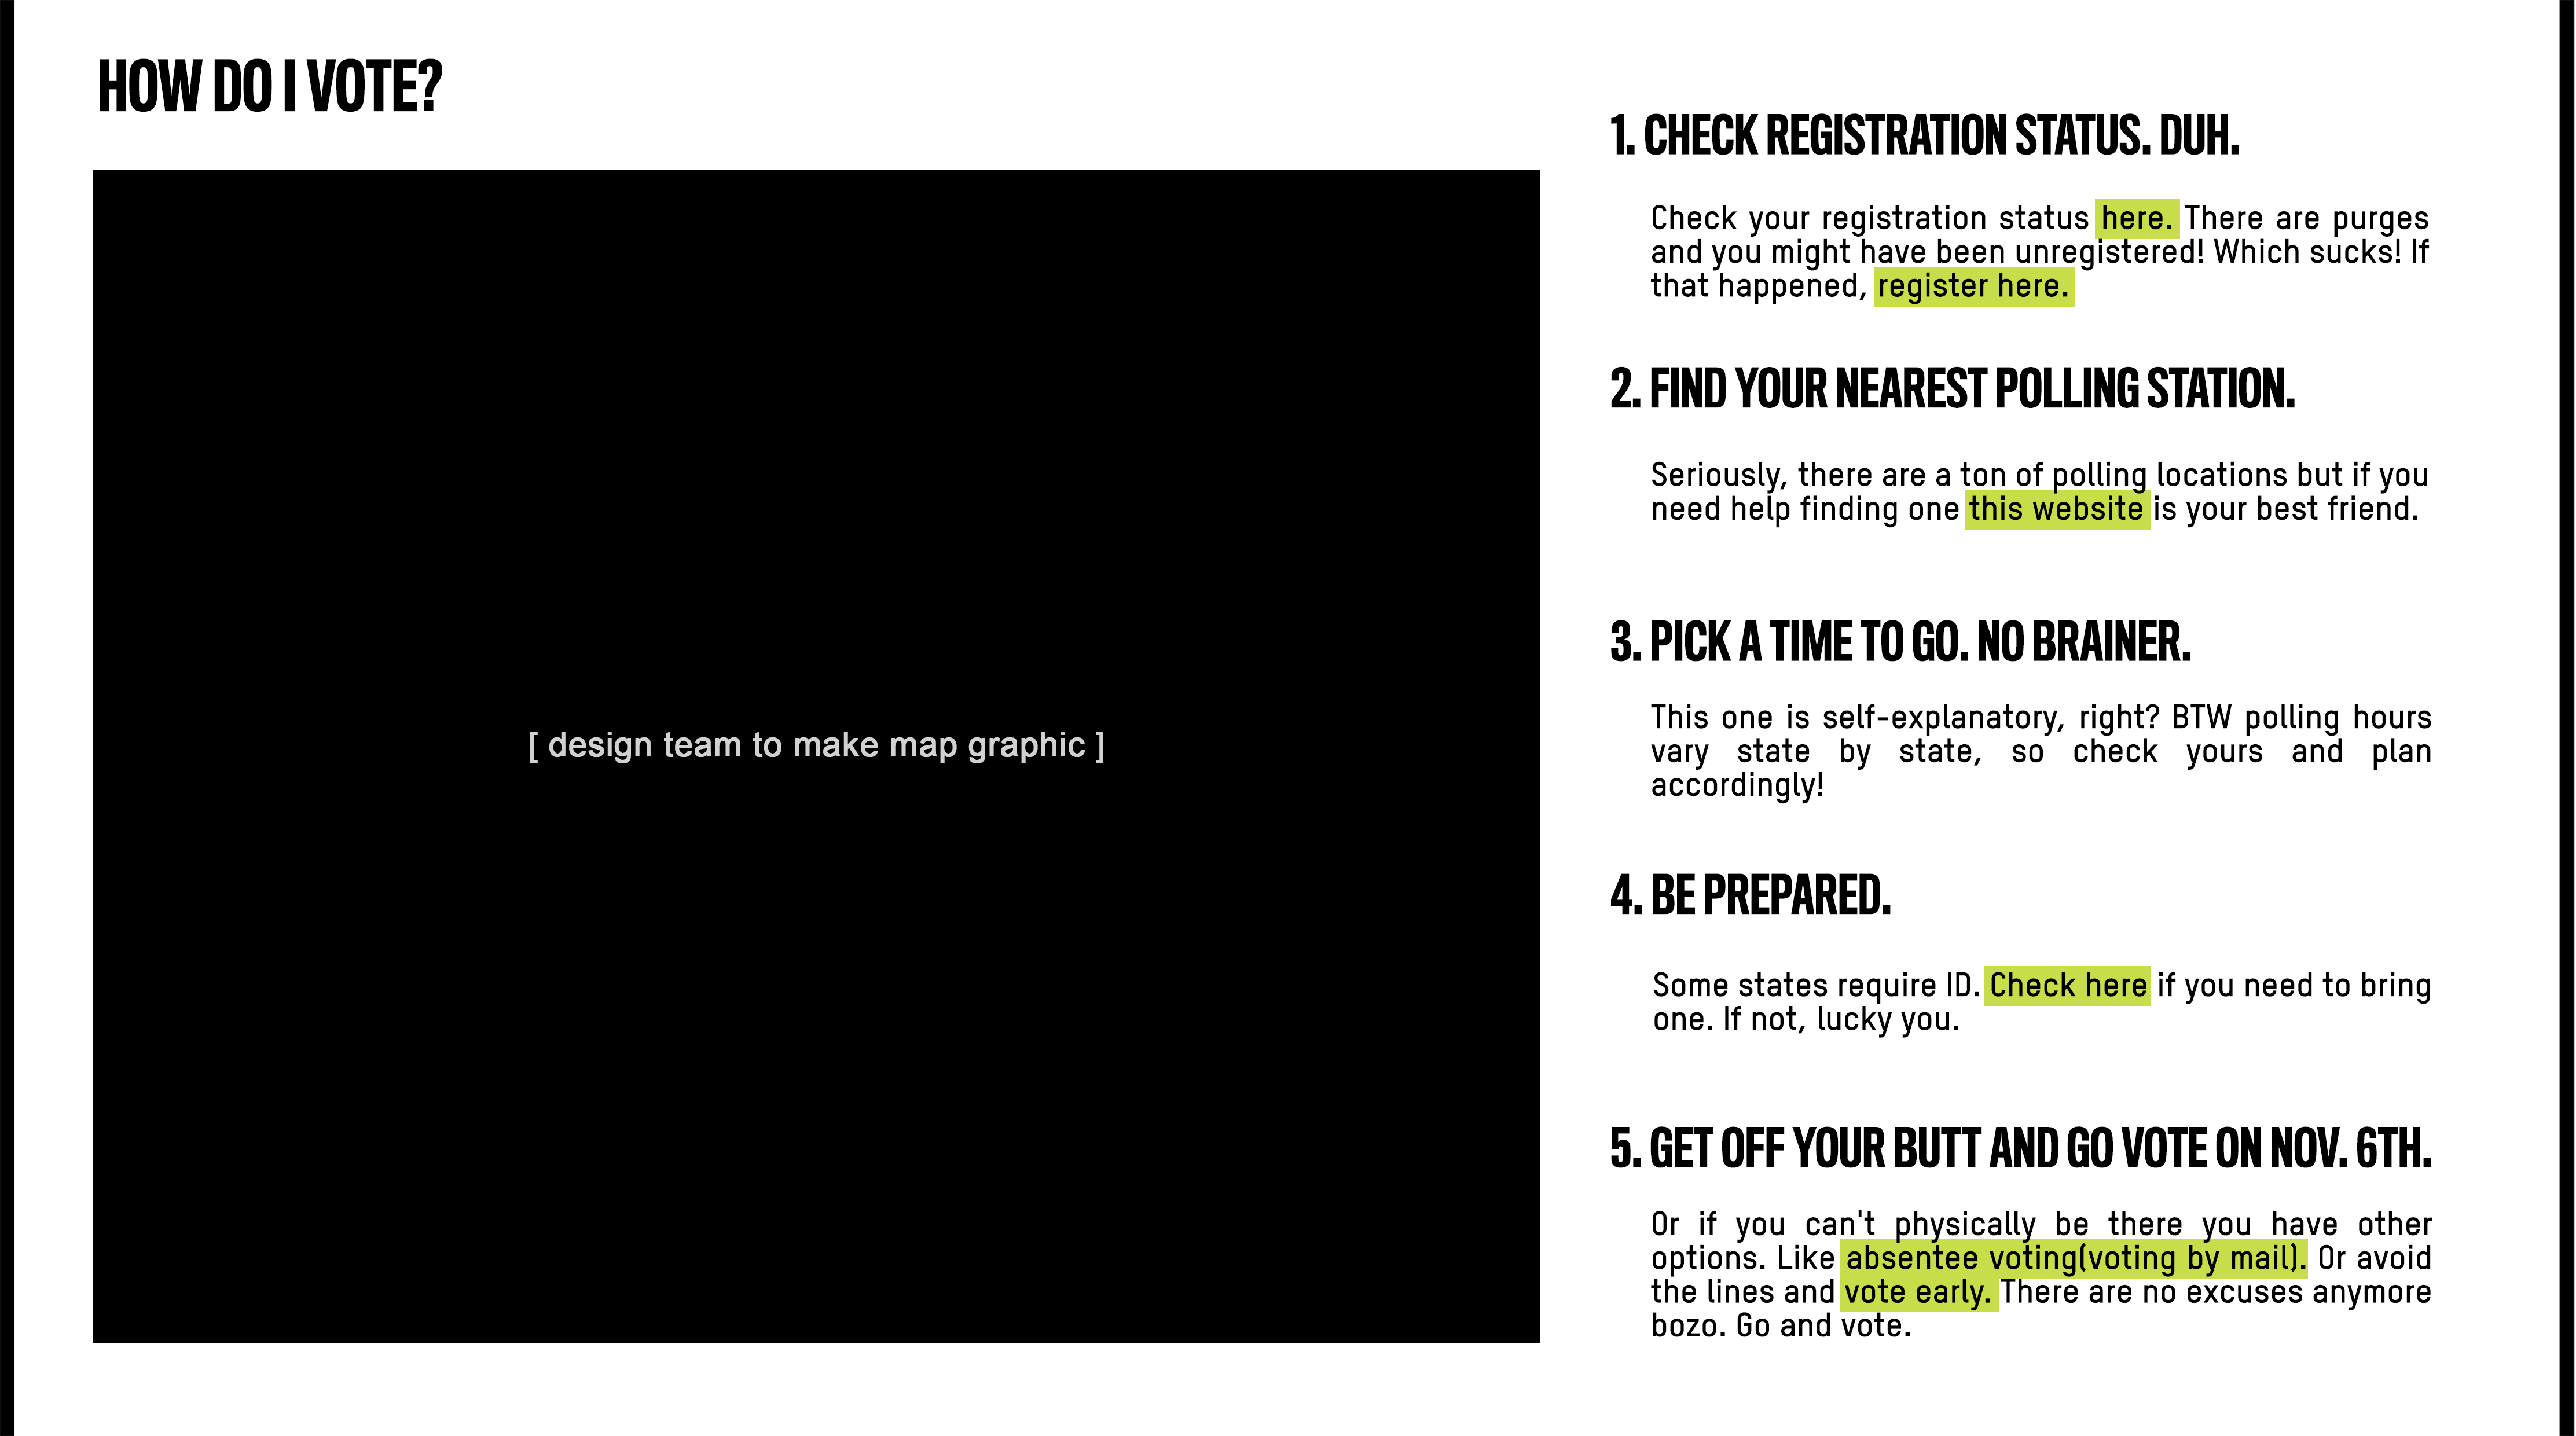 HOW DO I VOTE?
[ design team to make map graphic ]
1. CHECK REGISTRATION STATUS. DUH.
Check your registration status here. There are purges
and you might have been unregistered! Which sucks! If
that happened, register here.
2. FIND YOUR NEAREST POLLING STATION.
Seriously, there are a ton of polling locations but if you
need help finding one this website is your best friend.
3. PICK A TIME TO GO. NO BRAINER.
This one is self-explanatory, right? BTW polling hours
vary state by state, so check yours and plan
accordingly!
4. BE PREPARED.
Some states require ID. Check here if you need to bring
one. If not, lucky you.
5. GET OFF YOUR BUTT AND GO VOTE ON NOV. 6TH.
Or if you can't physically be there you have other
options. Like absentee voting(voting by mail). Or avoid
the lines and vote early. There are no excuses anymore
bozo. Go and vote.